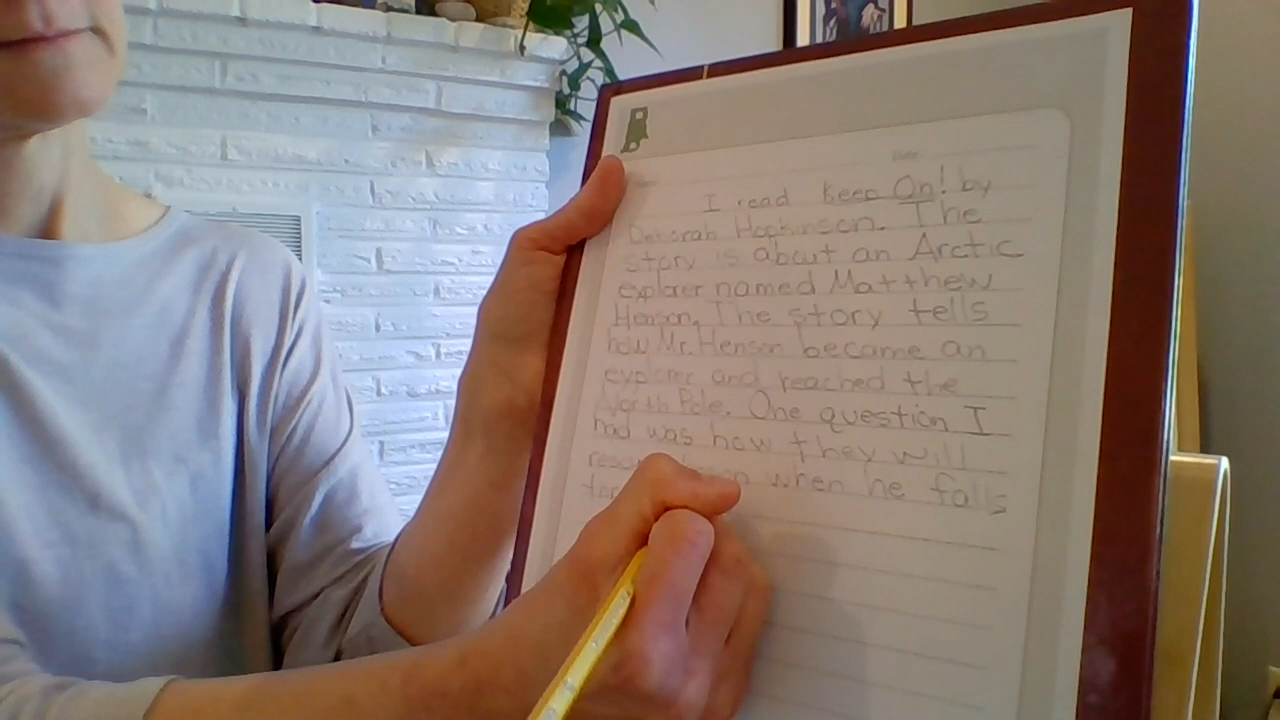 I read Keep On! by
Deborah Hopkinson. The
story is about an Arctic
explorer named Matthew
Henson. The story tells
how Mr. Henson became an
explorer and reached the
North Pole. One question I
had was how they will
when he falls